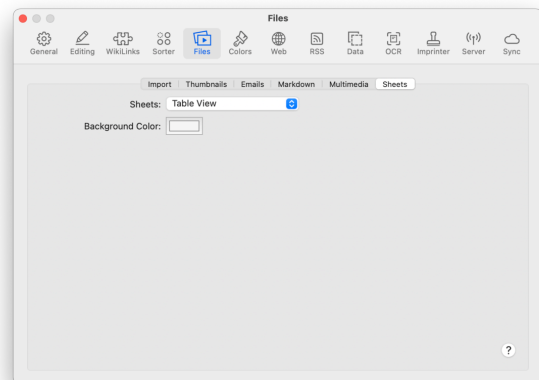 Files
General Editing WikiLinks Sorter Files Colors Web RSS Data OCR Imprinter Server Sync
Import Thumbnails Emails Markdown Multimedia Sheets
Sheets: Table View
Background Color:
?